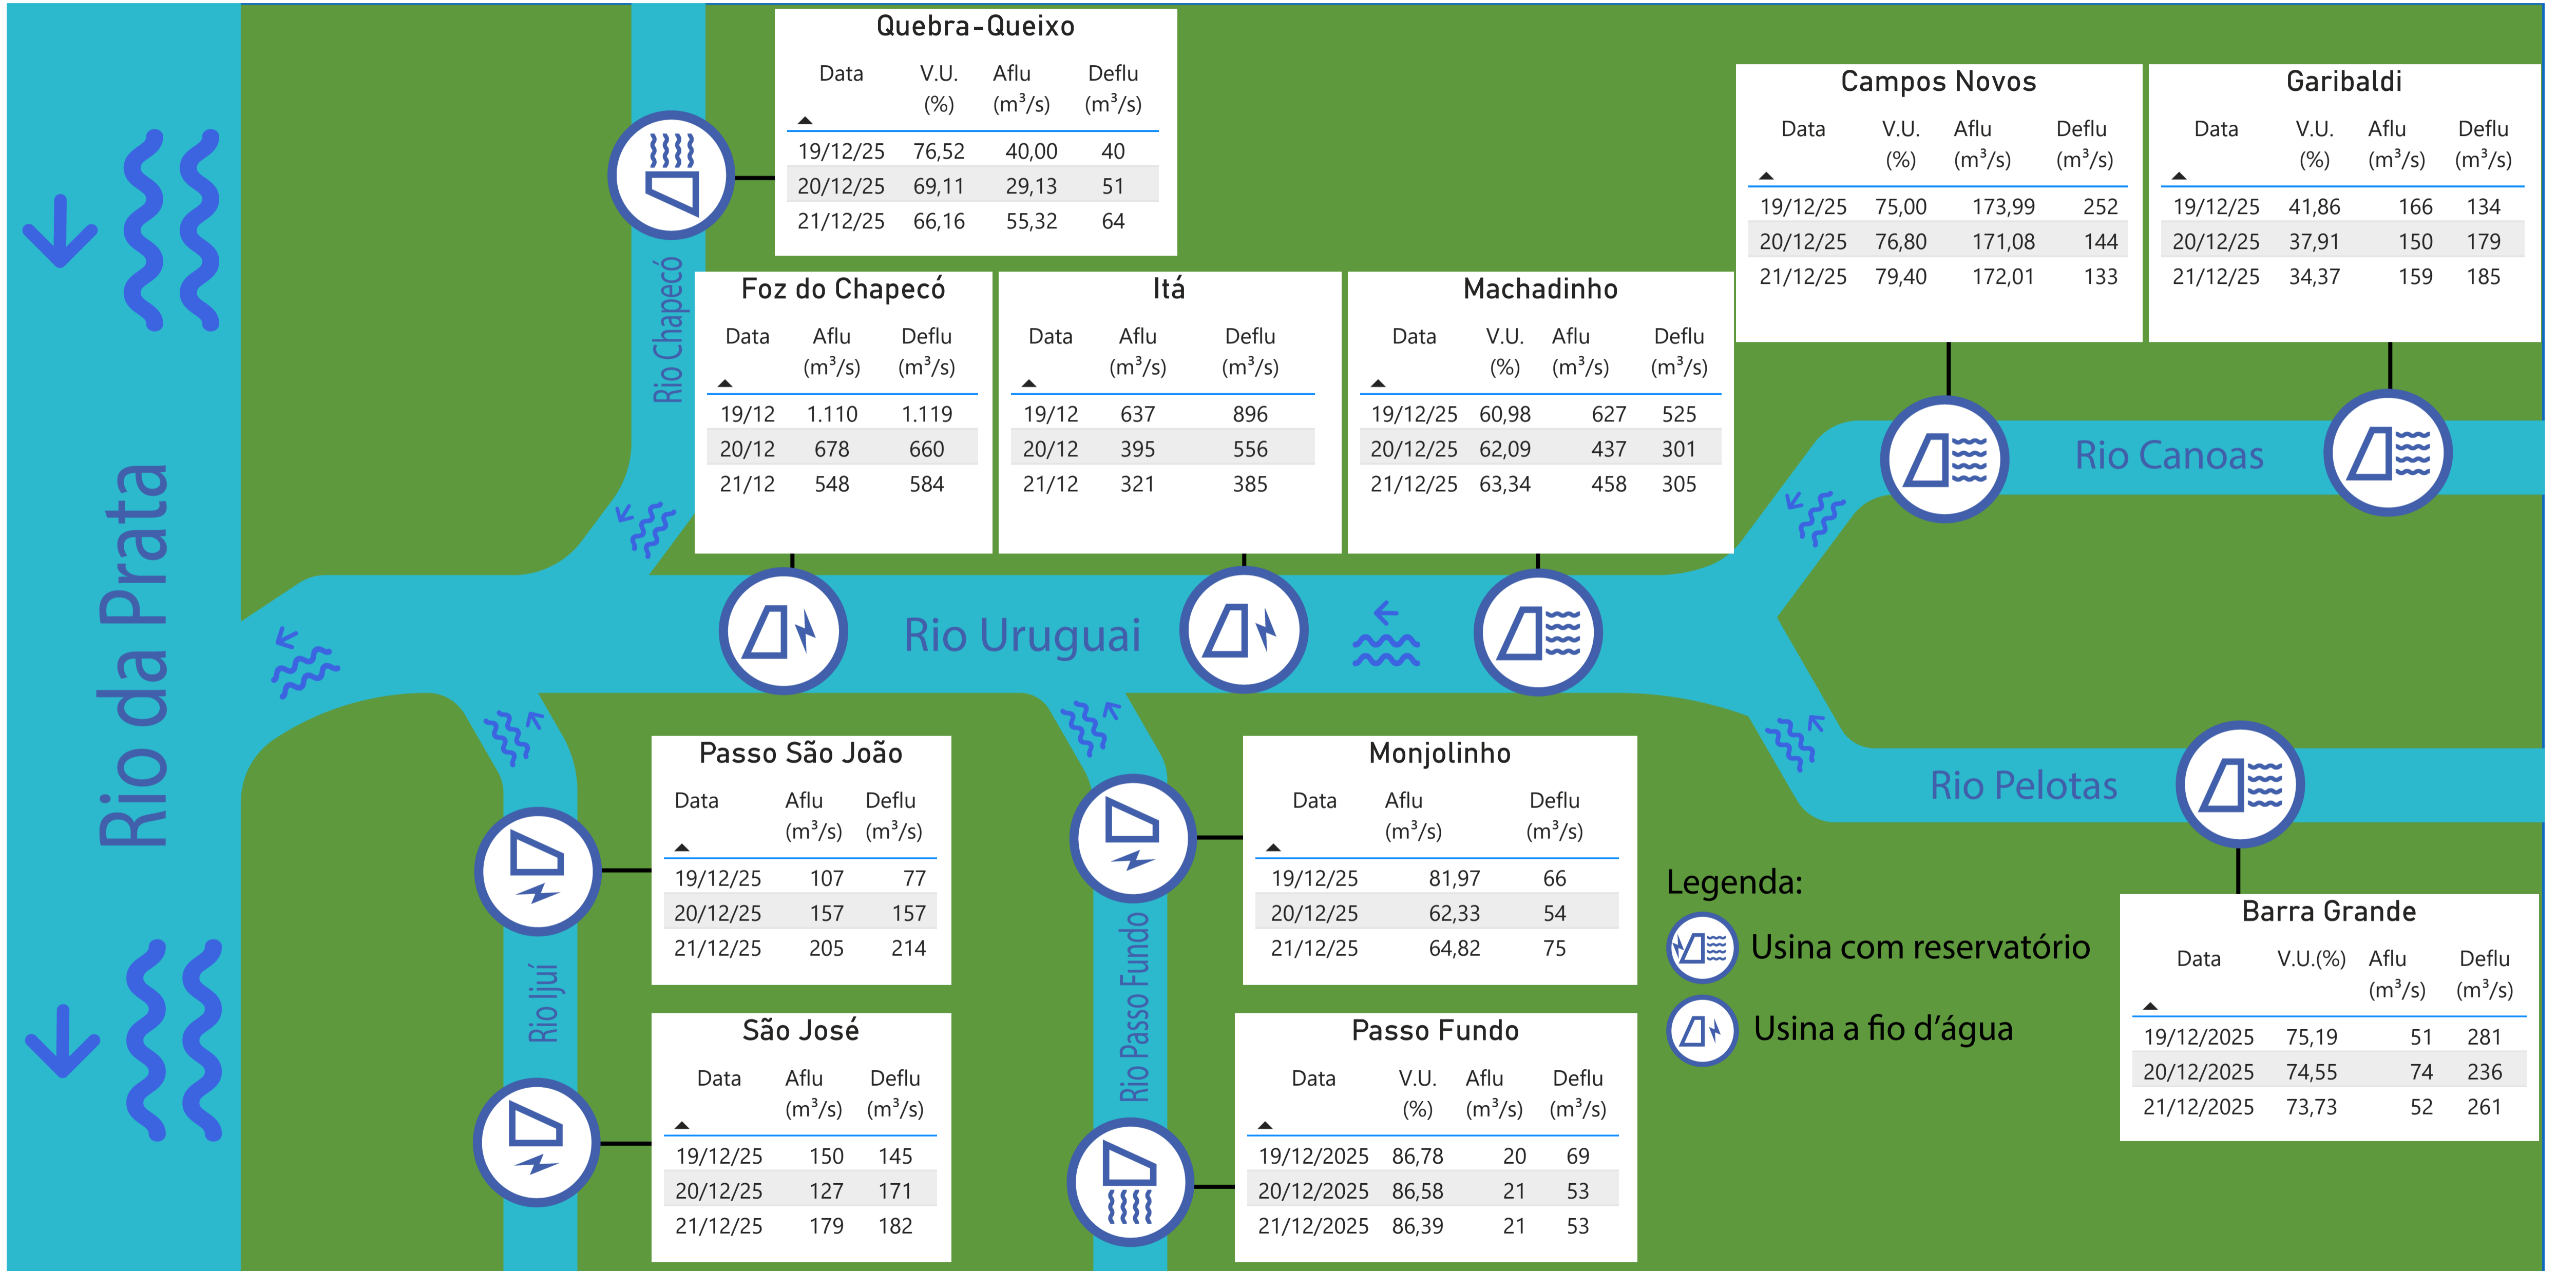 Quebra-Queixo
Data V.U. (%) Aflu (m³/s) Deflu (m³/s)
19/12/25 76,52 40,00 40
20/12/25 69,11 29,13 51
21/12/25 66,16 55,32 64
Campos Novos
Data V.U. (%) Aflu (m³/s) Deflu (m³/s)
19/12/25 75,00 173,99 252
20/12/25 76,80 171,08 144
21/12/25 79,40 172,01 133
Garibaldi
Data V.U. (%) Aflu (m³/s) Deflu (m³/s)
19/12/25 41,86 166 134
20/12/25 37,91 150 179
21/12/25 34,37 159 185
Rio Chapecó
Foz do Chapecó
Data Aflu (m³/s) Deflu (m³/s)
19/12 1.110 1.119
20/12 678 660
21/12 548 584
Itá
Data Aflu (m³/s) Deflu (m³/s)
19/12 637 896
20/12 395 556
21/12 321 385
Machadinho
Data V.U. (%) Aflu (m³/s) Deflu (m³/s)
19/12/25 60,98 627 525
20/12/25 62,09 437 301
21/12/25 63,34 458 305
Rio Canoas
Rio da Prata
Rio Uruguai
Rio Pelotas
Passo São João
Data Aflu (m³/s) Deflu (m³/s)
19/12/25 107 77
20/12/25 157 157
21/12/25 205 214
Monjolinho
Data Aflu (m³/s) Deflu (m³/s)
19/12/25 81,97 66
20/12/25 62,33 54
21/12/25 64,82 75
Rio Ijuí
Rio Passo Fundo
Legenda:
Usina com reservatório
Usina a fio d’água
Barra Grande
Data V.U.(%) Aflu (m³/s) Deflu (m³/s)
19/12/2025 75,19 51 281
20/12/2025 74,55 74 236
21/12/2025 73,73 52 261
São José
Data Aflu (m³/s) Deflu (m³/s)
19/12/25 150 145
20/12/25 127 171
21/12/25 179 182
Passo Fundo
Data V.U. (%) Aflu (m³/s) Deflu (m³/s)
19/12/2025 86,78 20 69
20/12/2025 86,58 21 53
21/12/2025 86,39 21 53